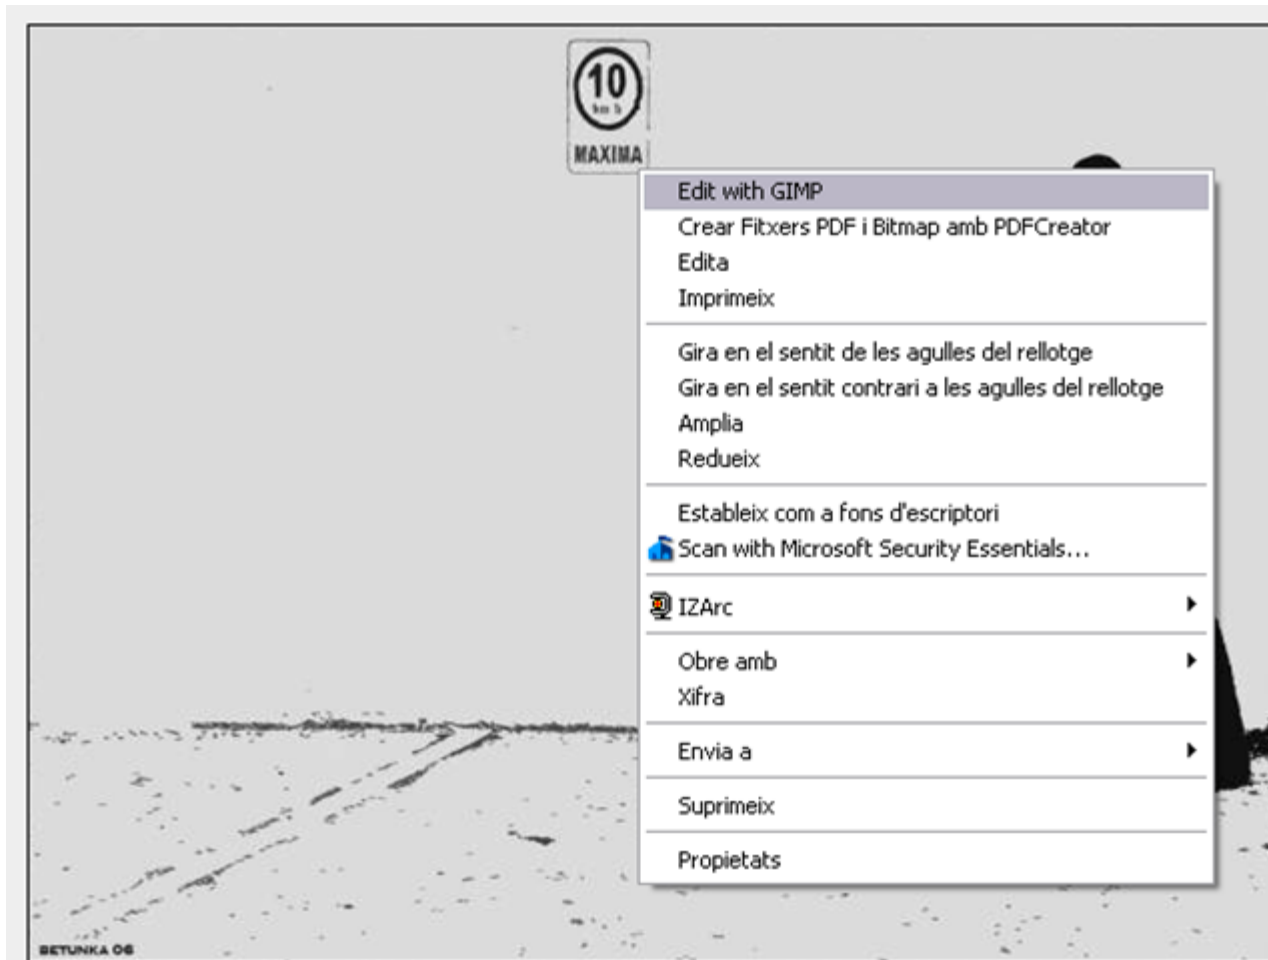 10
km h
MAXIMA
Edit with GIMP
Crear Fitxers PDF i Bitmap amb PDFCreator
Edita
Imprimeix
Gira en el sentit de les agulles del rellotge
Gira en el sentit contrari a les agulles del rellotge
Amplia
Redueix
Estableix com a fons d'escriptori
Scan with Microsoft Security Essentials...
IZArc
Obre amb
Xifra
Envia a
Suprimeix
Propietats
BETUNKA 06